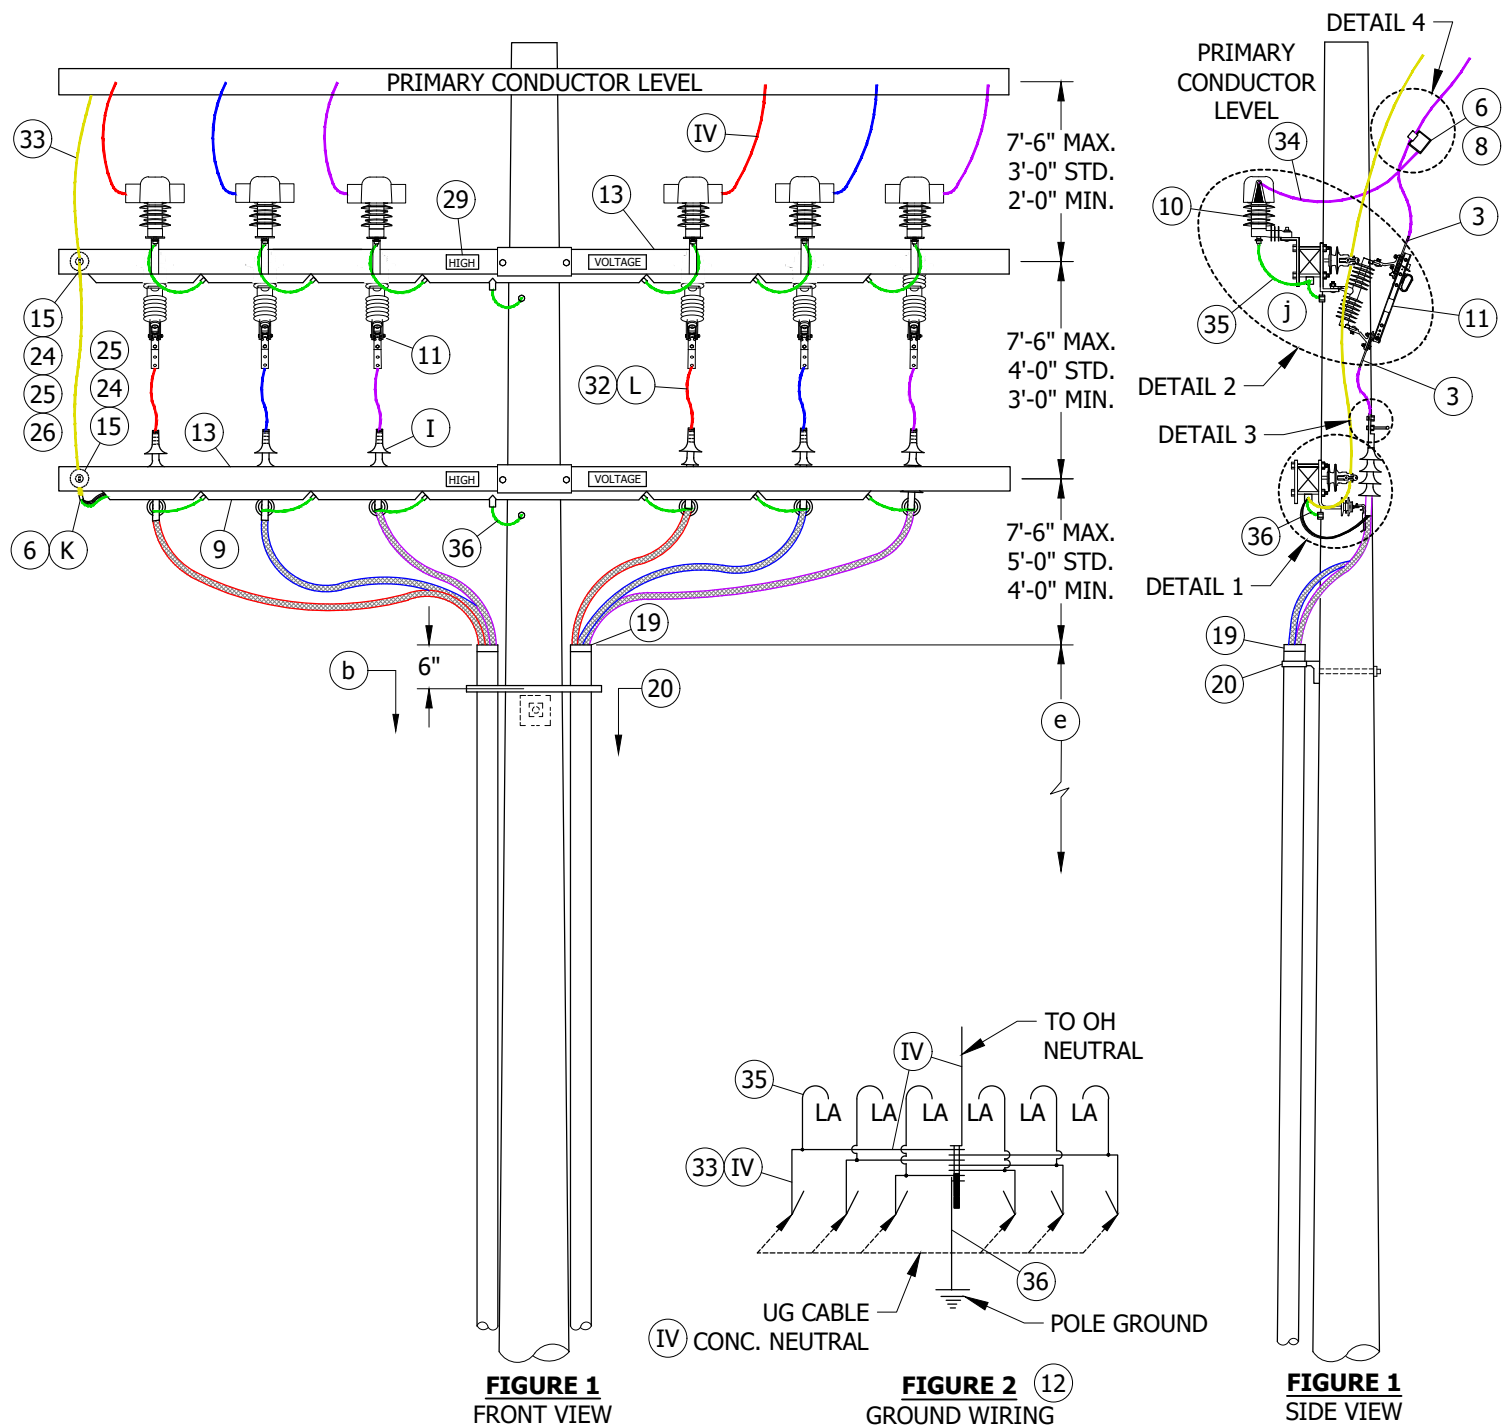 DETAIL 4
PRIMARY
CONDUCTOR
LEVEL
PRIMARY CONDUCTOR LEVEL
33
IV
7'-6" MAX.
3'-0" STD.
2'-0" MIN.
34
6
8
29
13
10
3
HIGH
VOLTAGE
15
24
25
26
25
24
15
11
32
L
7'-6" MAX.
4'-0" STD.
3'-0" MIN.
35
j
11
DETAIL 2
3
13
I
DETAIL 3
HIGH
VOLTAGE
6
K
9
36
7'-6" MAX.
5'-0" STD.
4'-0" MIN.
36
DETAIL 1
19
19
b
6"
20
20
e
TO OH
NEUTRAL
IV
35
LA
LA
LA
LA
LA
LA
33
IV
36
UG CABLE
IV
CONC. NEUTRAL
POLE GROUND
FIGURE 1
FRONT VIEW
FIGURE 2
12
GROUND WIRING
FIGURE 1
SIDE VIEW